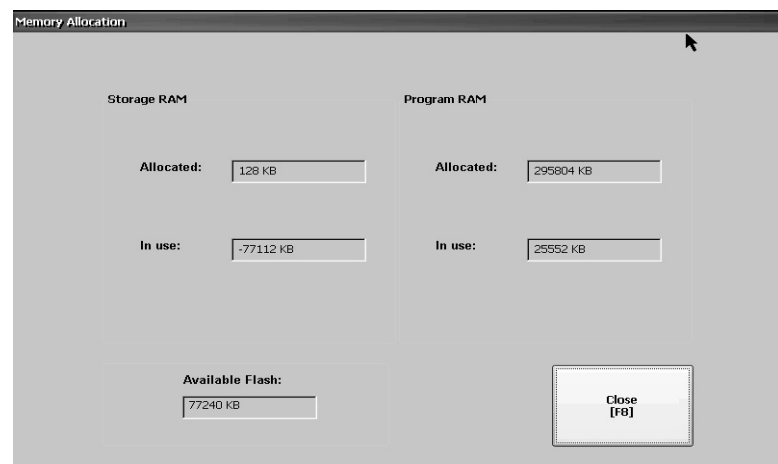 Memory Allocation
Storage RAM
Allocated: 128 KB
In use: -77112 KB
Program RAM
Allocated: 295804 KB
In use: 25552 KB
Available Flash:
77240 KB
Close
[F8]